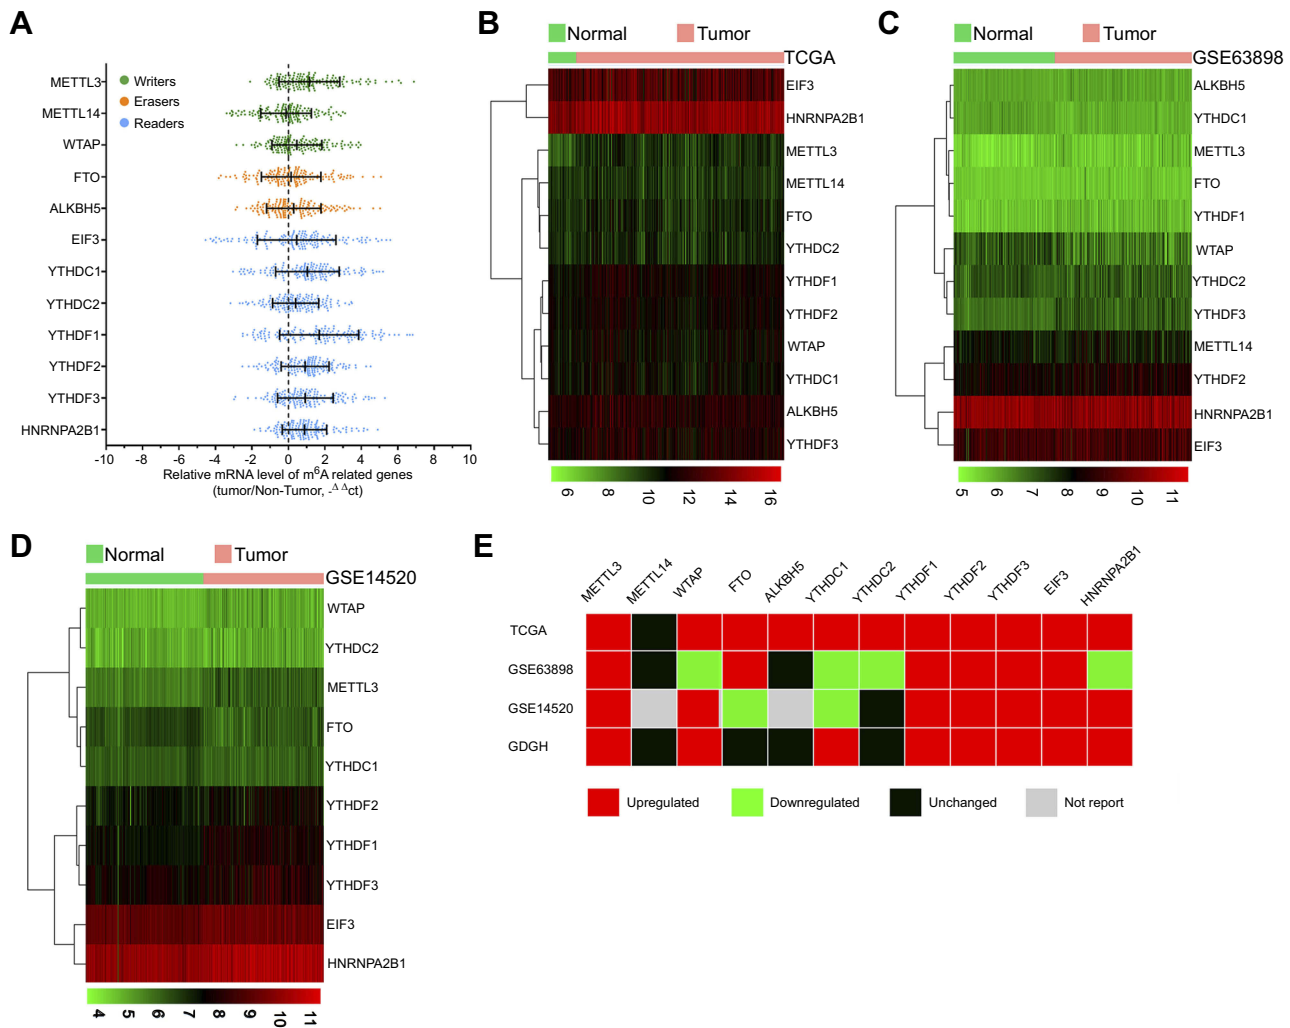 A
METTL3
METTL14
WTAP
FTO
ALKBH5
EIF3
YTHDC1
YTHDC2
YTHDF1
YTHDF2
YTHDF3
HNRNPA2B1
Writers
Erasers
Readers
-10 -8 -6 -4 -2 0 2 4 6 8 10
Relative mRNA level of m⁶A related genes
(tumor/Non-Tumor, -ΔΔct)
B
Normal Tumor
TCGA
EIF3
HNRNPA2B1
METTL3
METTL14
FTO
YTHDC2
YTHDF1
YTHDF2
WTAP
YTHDC1
ALKBH5
YTHDF3
6 8 10 12 14 16
C
Normal Tumor
GSE63898
ALKBH5
YTHDC1
METTL3
FTO
YTHDF1
WTAP
YTHDC2
YTHDF3
METTL14
YTHDF2
HNRNPA2B1
EIF3
5 6 7 8 9 10 11
D
Normal Tumor
GSE14520
WTAP
YTHDC2
METTL3
FTO
YTHDC1
YTHDF2
YTHDF1
YTHDF3
EIF3
HNRNPA2B1
4 5 6 7 8 9 10 11
E
METTL3 METTL14 WTAP FTO ALKBH5 YTHDC1 YTHDC2 YTHDF1 YTHDF2 YTHDF3 EIF3 HNRNPA2B1
TCGA
GSE63898
GSE14520
GDGH
Upregulated Downregulated Unchanged Not report